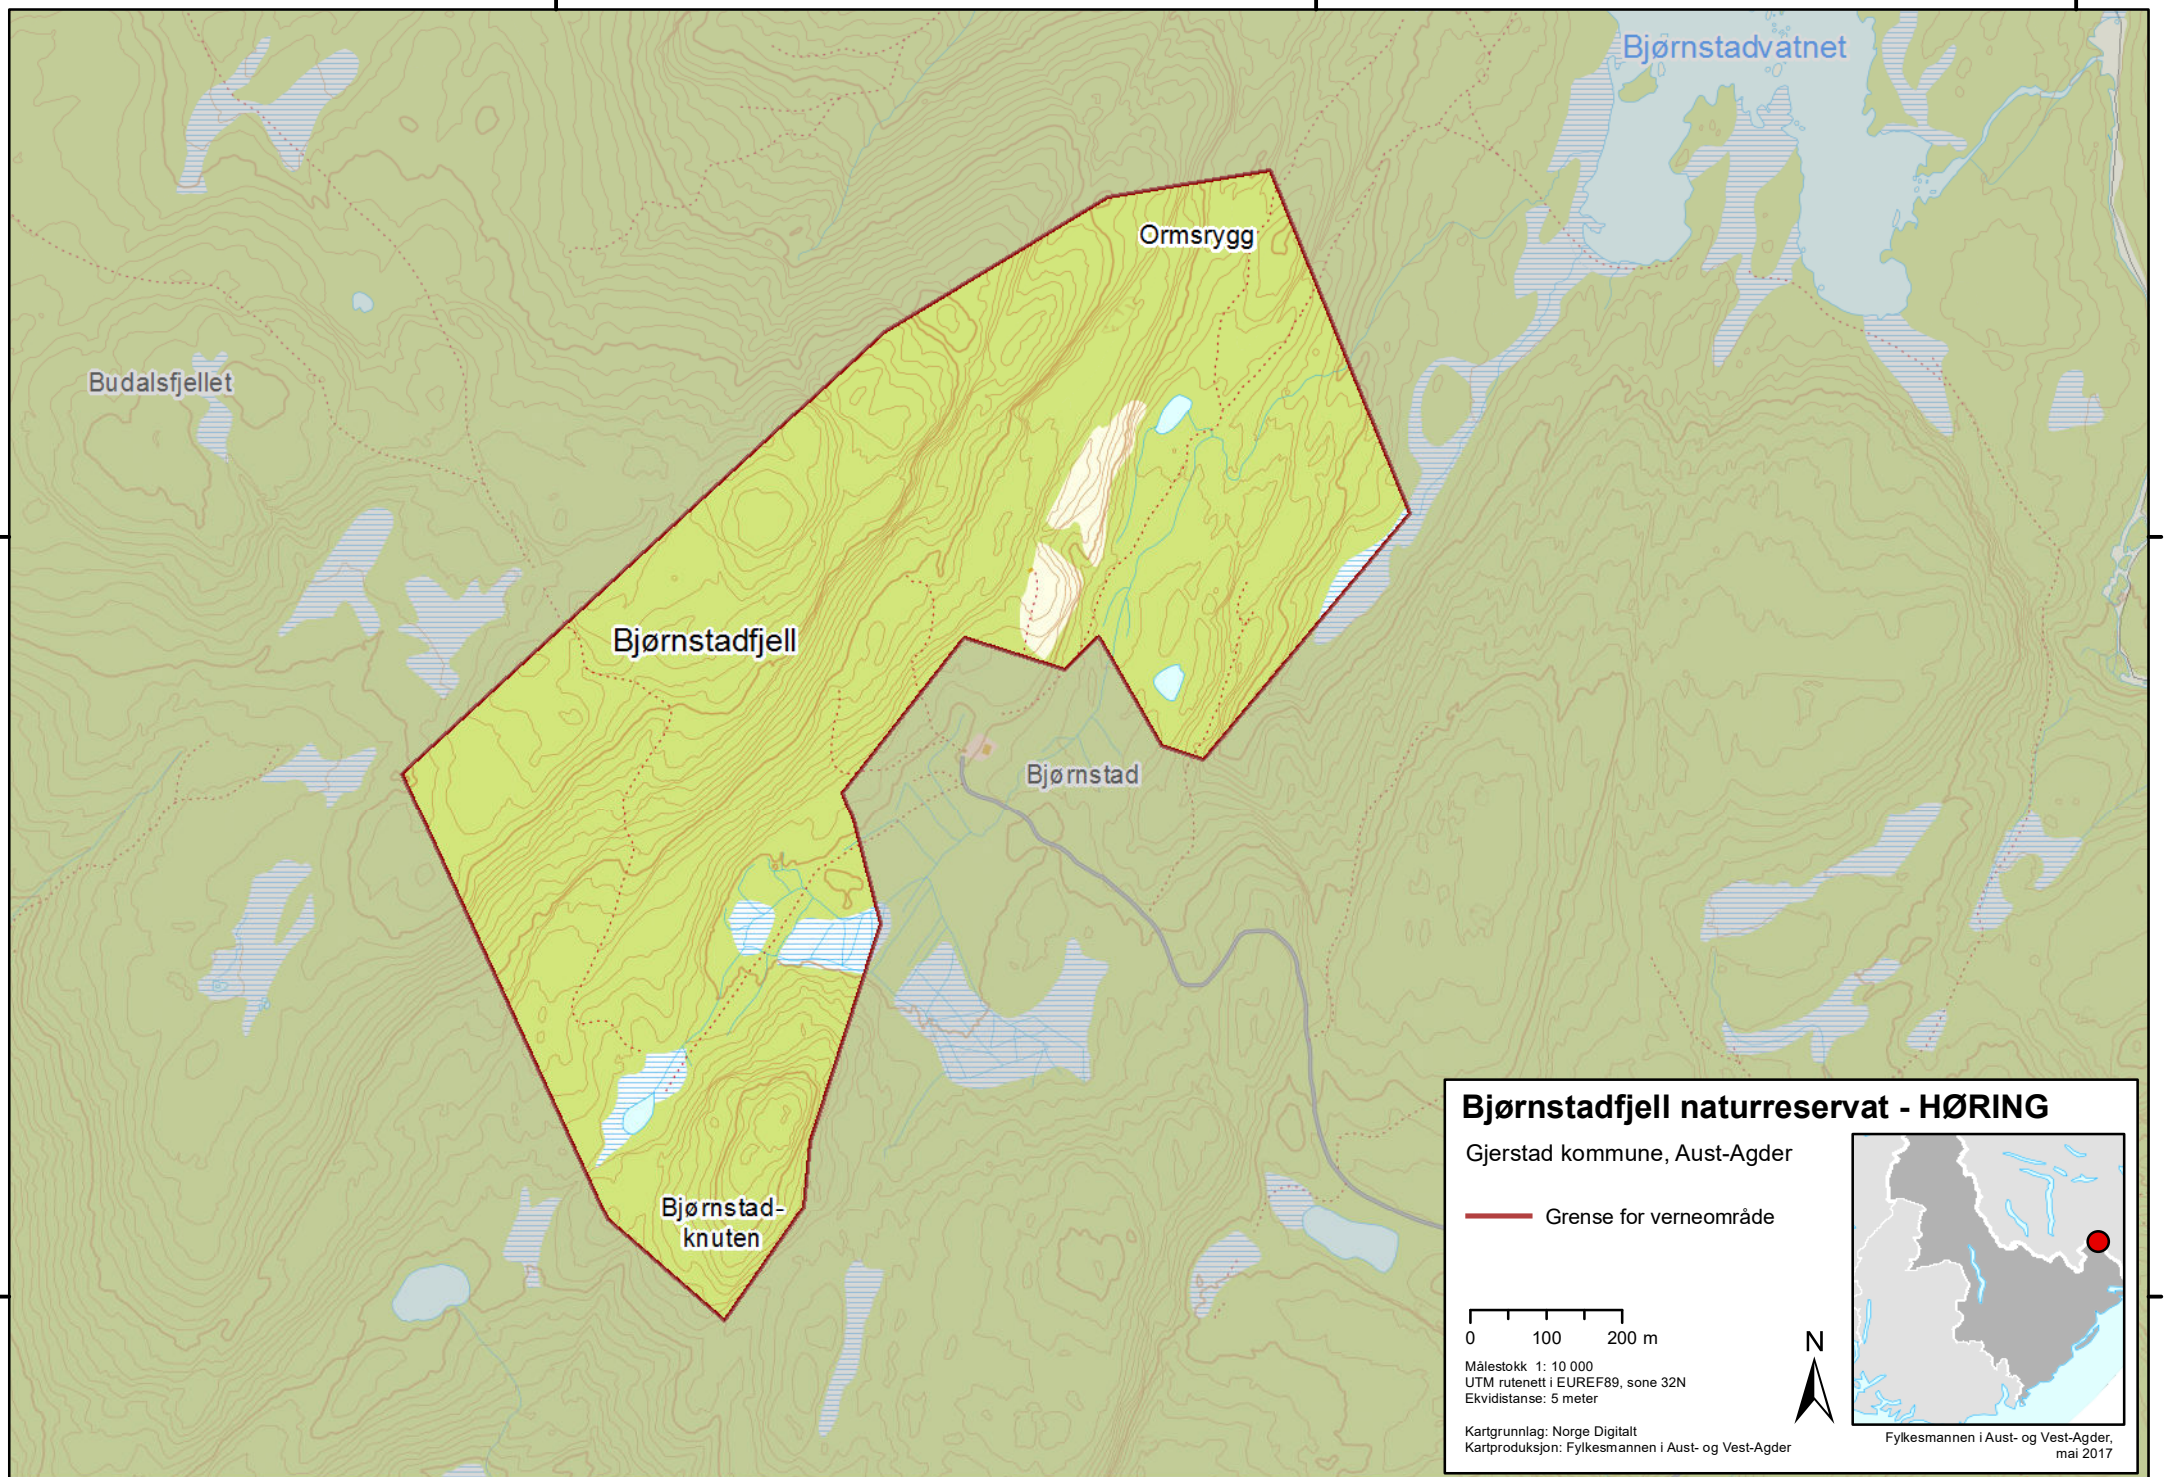 Bjørnstadvatnet
Ormsrygg
Budalsfjellet
Bjørnstadfjell
Bjørnstad
Bjørnstad-
knuten
Bjørnstadfjell naturreservat - HØRING
Gjerstad kommune, Aust-Agder
Grense for verneområde
0 100 200 m
N
Målestokk 1: 10 000
UTM rutenett i EUREF89, sone 32N
Ekvidistanse: 5 meter
Kartgrunnlag: Norge Digitalt
Kartproduksjon: Fylkesmannen i Aust- og Vest-Agder
Fylkesmannen i Aust- og Vest-Agder,
mai 2017